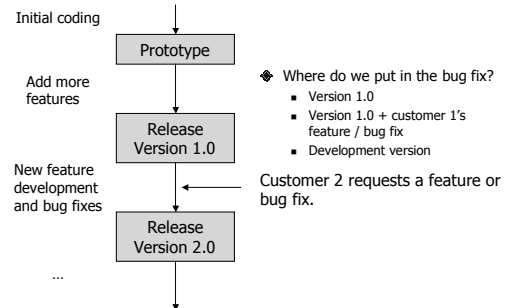 Initial coding
Prototype
Add more
features
Release
Version 1.0
New feature
development
and bug fixes
Release
Version 2.0
...
Where do we put in the bug fix?
Version 1.0
Version 1.0 + customer 1's
feature / bug fix
Development version
Customer 2 requests a feature or
bug fix.